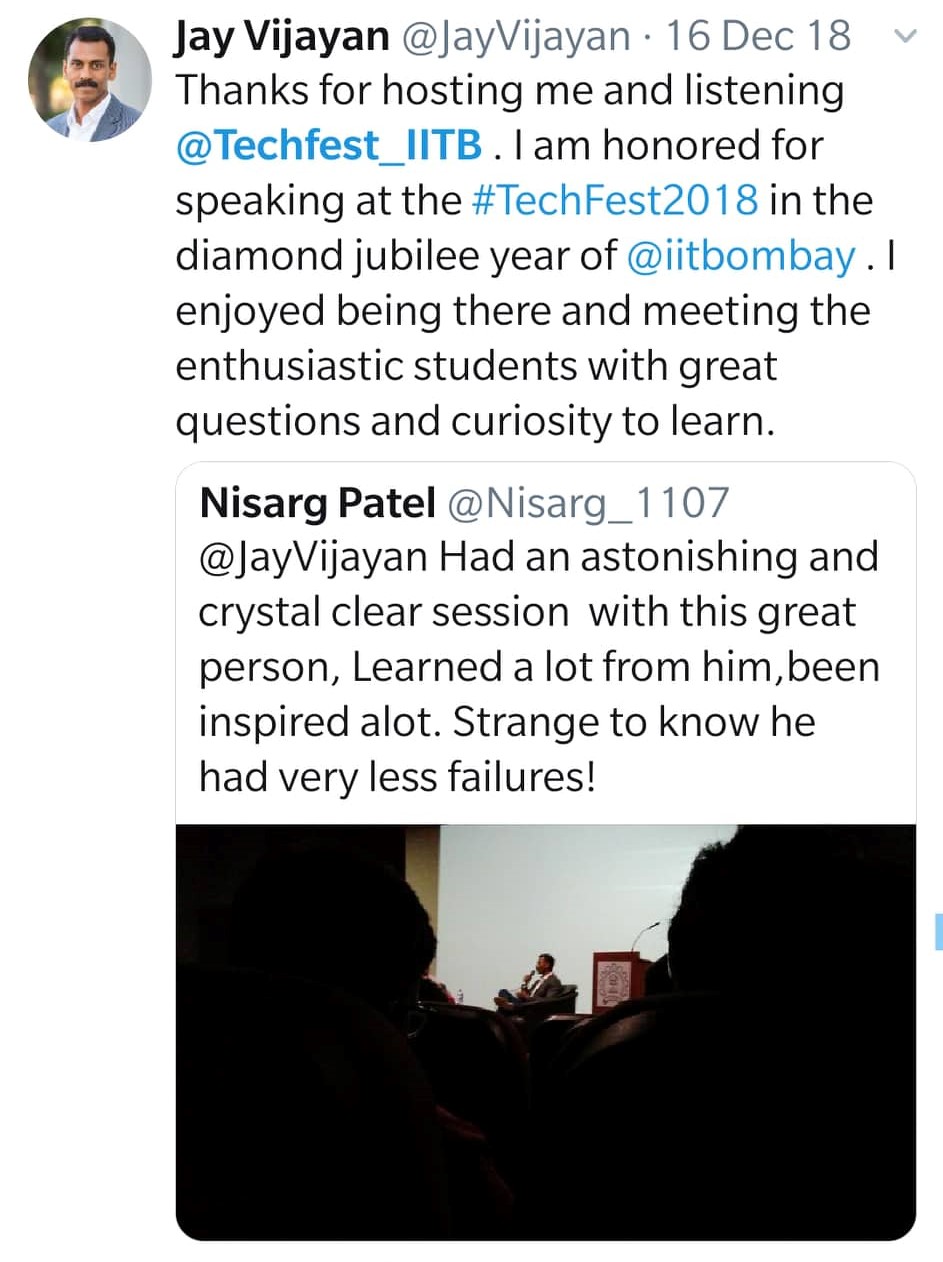 Jay Vijayan @JayVijayan · 16 Dec 18
Thanks for hosting me and listening
@Techfest_IITB . I am honored for
speaking at the #TechFest2018 in the
diamond jubilee year of @iitbombay . I
enjoyed being there and meeting the
enthusiastic students with great
questions and curiosity to learn.
Nisarg Patel @Nisarg_1107
@JayVijayan Had an astonishing and
crystal clear session  with this great
person, Learned a lot from him,been
inspired alot. Strange to know he
had very less failures!